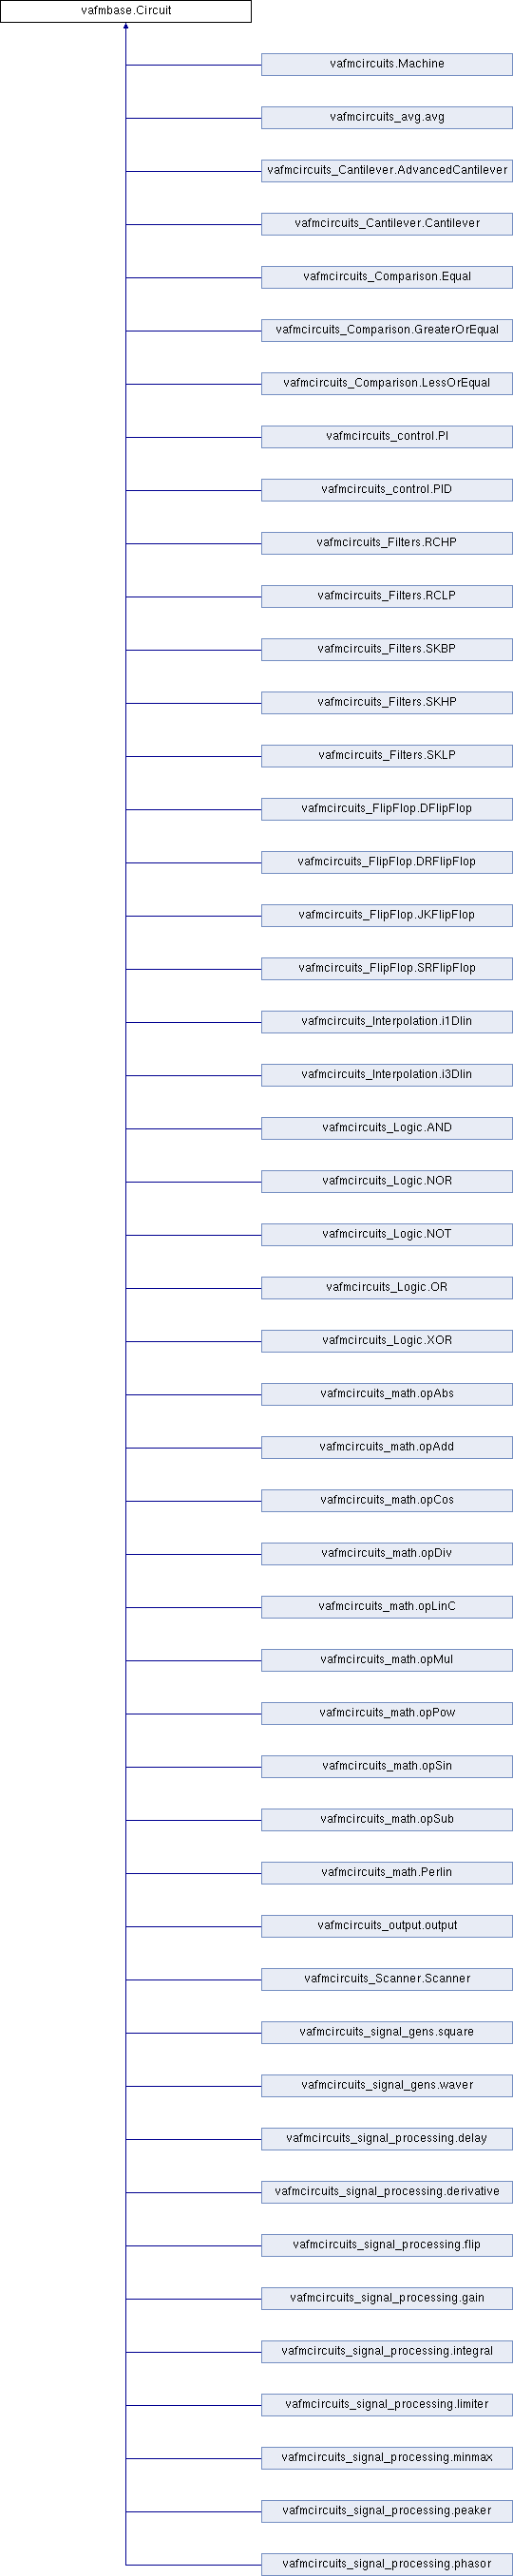 vafmbase.Circuit
vafmcircuits.Machine
vafmcircuits_avg.avg
vafmcircuits_Cantilever.AdvancedCantilever
vafmcircuits_Cantilever.Cantilever
vafmcircuits_Comparison.Equal
vafmcircuits_Comparison.GreaterOrEqual
vafmcircuits_Comparison.LessOrEqual
vafmcircuits_control.PI
vafmcircuits_control.PID
vafmcircuits_Filters.RCHP
vafmcircuits_Filters.RCLP
vafmcircuits_Filters.SKBP
vafmcircuits_Filters.SKHP
vafmcircuits_Filters.SKLP
vafmcircuits_FlipFlop.DFlipFlop
vafmcircuits_FlipFlop.DRFlipFlop
vafmcircuits_FlipFlop.JKFlipFlop
vafmcircuits_FlipFlop.SRFlipFlop
vafmcircuits_Interpolation.i1Dlin
vafmcircuits_Interpolation.i3Dlin
vafmcircuits_Logic.AND
vafmcircuits_Logic.NOR
vafmcircuits_Logic.NOT
vafmcircuits_Logic.OR
vafmcircuits_Logic.XOR
vafmcircuits_math.opAbs
vafmcircuits_math.opAdd
vafmcircuits_math.opCos
vafmcircuits_math.opDiv
vafmcircuits_math.opLinC
vafmcircuits_math.opMul
vafmcircuits_math.opPow
vafmcircuits_math.opSin
vafmcircuits_math.opSub
vafmcircuits_math.Perlin
vafmcircuits_output.output
vafmcircuits_Scanner.Scanner
vafmcircuits_signal_gens.square
vafmcircuits_signal_gens.waver
vafmcircuits_signal_processing.delay
vafmcircuits_signal_processing.derivative
vafmcircuits_signal_processing.flip
vafmcircuits_signal_processing.gain
vafmcircuits_signal_processing.integral
vafmcircuits_signal_processing.limiter
vafmcircuits_signal_processing.minmax
vafmcircuits_signal_processing.peaker
vafmcircuits_signal_processing.phasor